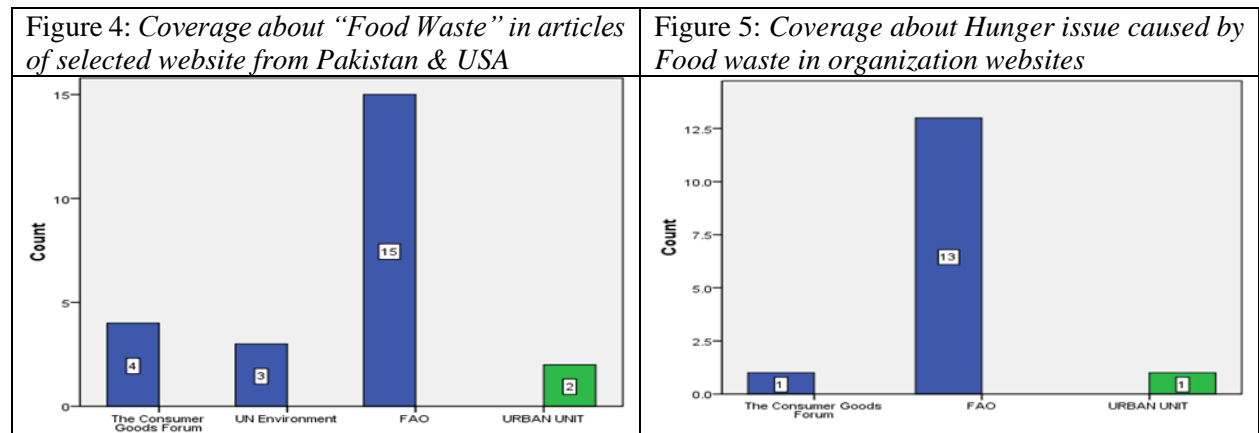 Figure 4: Coverage about “Food Waste” in articles
of selected website from Pakistan & USA
15
10
5
0
Count
4
3
15
2
The Consumer
Goods Forum
UN Environment
FAO
URBAN UNIT
Figure 5: Coverage about Hunger issue caused by
Food waste in organization websites
12.5
10.0
7.5
5.0
2.5
0.0
Count
1
13
1
The Consumer Goods
Forum
FAO
URBAN UNIT